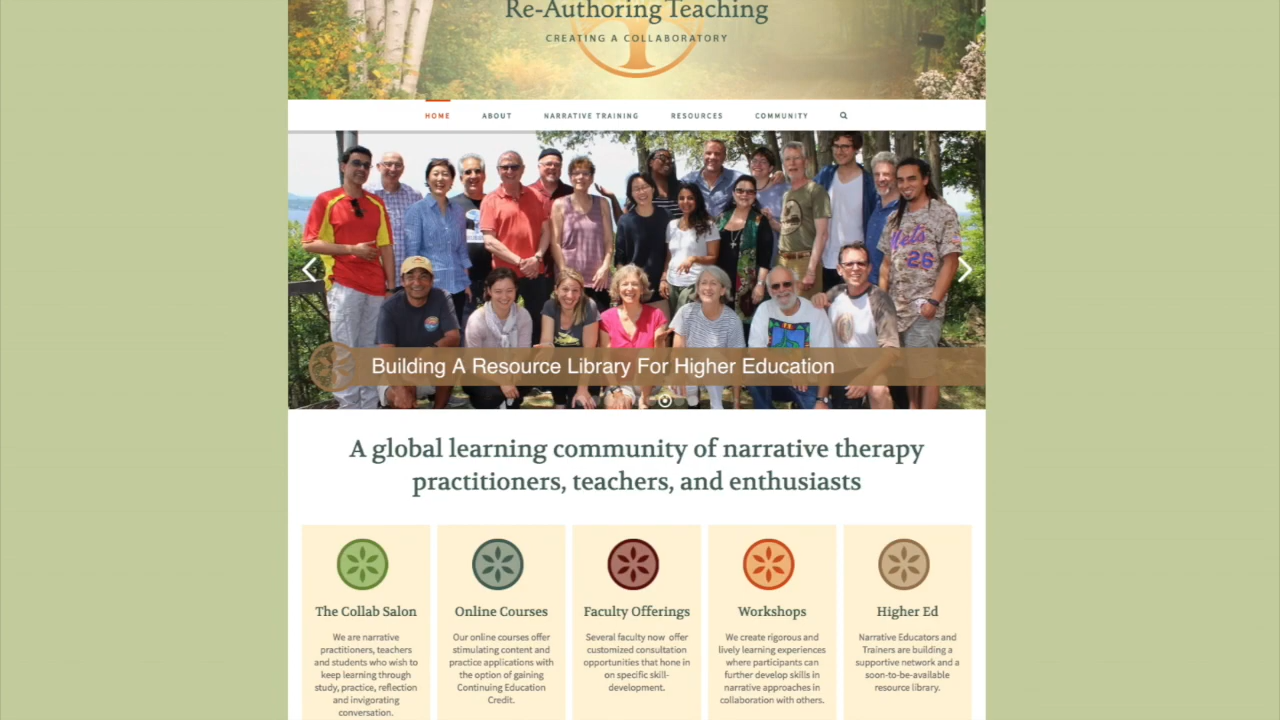 Re-Authoring Teaching
CREATING A COLLABORATORY
HOME ABOUT NARRATIVE TRAINING RESOURCES COMMUNITY
Mets
26
Building A Resource Library For Higher Education
A global learning community of narrative therapy
practitioners, teachers, and enthusiasts
The Collab Salon
We are narrative
practitioners, teachers
and students who wish to
keep learning through
study, practice, reflection
and invigorating
conversation.
Online Courses
Our online courses offer
stimulating content and
practice applications with
the option of gaining
Continuing Education
Credit.
Faculty Offerings
Several faculty now offer
customized consultation
opportunities that hone in
on specific skill-
development.
Workshops
We create rigorous and
lively learning experiences
where participants can
further develop skills in
narrative approaches in
collaboration with others.
Higher Ed
Narrative Educators and
Trainers are building a
supportive network and a
soon-to-be-available
resource library.